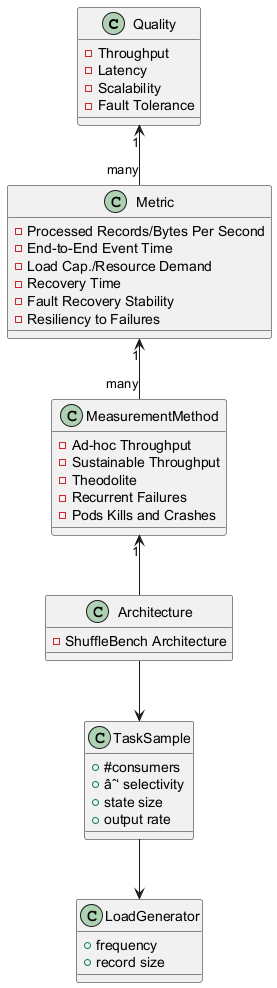 C Quality
Throughput
Latency
Scalability
Fault Tolerance
1
many
C Metric
Processed Records/Bytes Per Second
End-to-End Event Time
Load Cap./Resource Demand
Recovery Time
Fault Recovery Stability
Resiliency to Failures
1
many
C MeasurementMethod
Ad-hoc Throughput
Sustainable Throughput
Theodolite
Recurrent Failures
Pods Kills and Crashes
1
C Architecture
ShuffleBench Architecture
C TaskSample
#consumers
âˆ‘ selectivity
state size
output rate
C LoadGenerator
frequency
record size